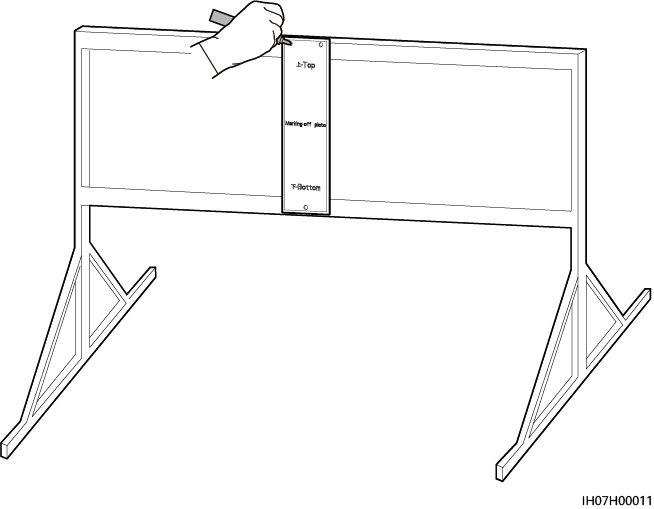 上-Top
Marking-off plate
下-Bottom
IH07H00011